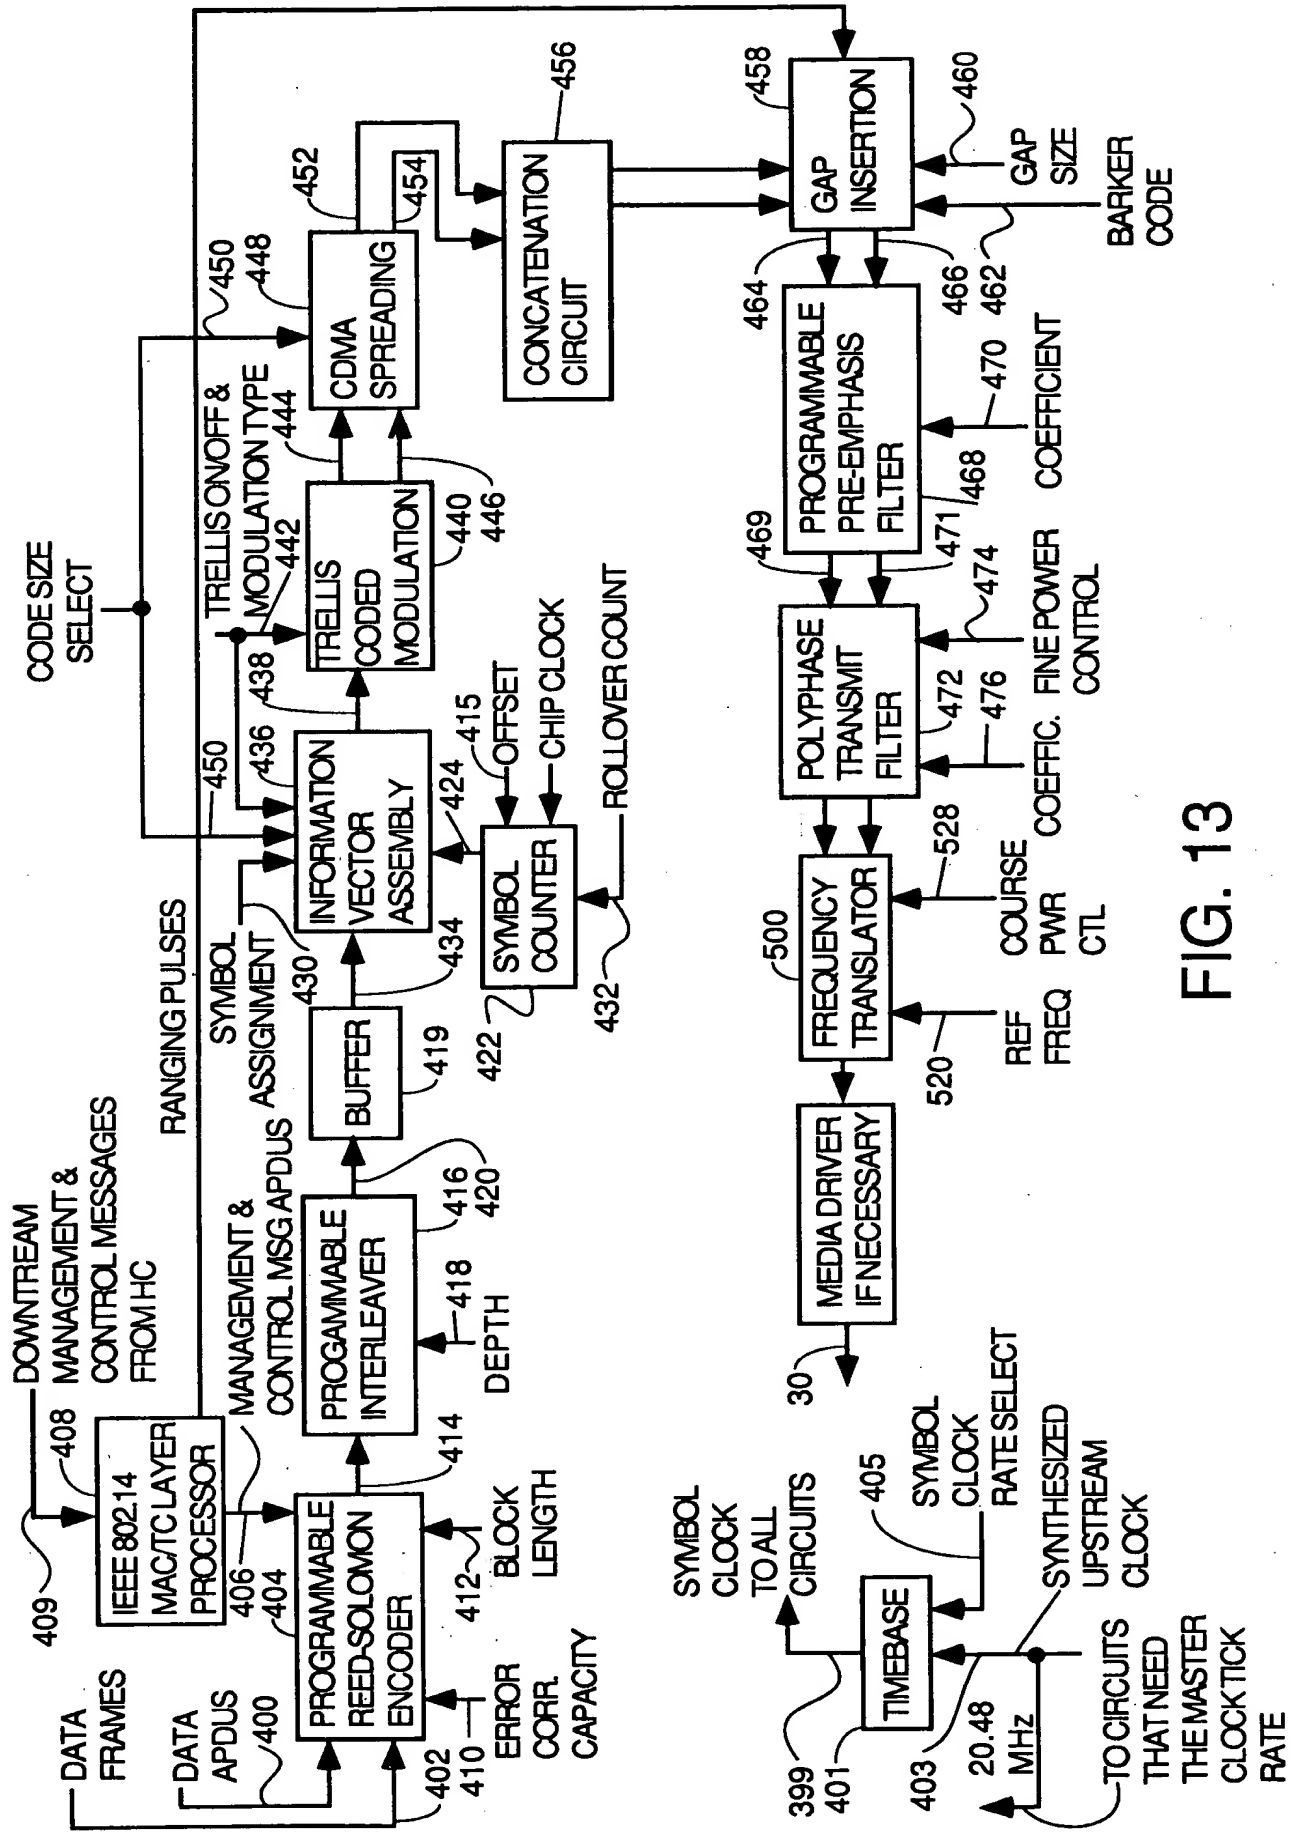 DOWNTREAM
MANAGEMENT &
CONTROL MESSAGES
FROM HC
409
408
IEEE 802.14
MAC/TC LAYER
PROCESSOR
RANGING PULSES
CODE SIZE
SELECT
DATA
FRAMES
DATA
APDUS
400
402
406
404
MANAGEMENT &
CONTROL MSG APDUS
PROGRAMMABLE
REED-SOLOMON
ENCODER
410
ERROR
CORR.
CAPACITY
412
BLOCK
LENGTH
414
PROGAMMABLE
INTERLEAVER
416
420
418
DEPTH
BUFFER
419
434
SYMBOL
ASSIGNMENT
430
450
436
INFORMATION
VECTOR
ASSEMBLY
438
424
415
OFFSET
CHIP CLOCK
SYMBOL
COUNTER
422
432
ROLLOVER COUNT
TRELLIS ON/OFF &
MODULATION TYPE
442
TRELLIS
CODED
MODULATION
440
444
446
450
448
CDMA
SPREADING
452
454
456
CONCATENATION
CIRCUIT
458
GAP
INSERTION
460
GAP
SIZE
462
BARKER
CODE
464
466
PROGRAMMABLE
PRE-EMPHASIS
FILTER
468
470
COEFFICIENT
469
471
POLYPHASE
TRANSMIT
FILTER
472
474
FINE POWER
CONTROL
476
COEFFIC.
500
FREQUENCY
TRANSLATOR
528
COURSE
PWR
CTL
520
REF
FREQ
MEDIA DRIVER
IF NECESSARY
30
SYMBOL
CLOCK
TO ALL
CIRCUITS
399
401
TIMEBASE
405
SYMBOL
CLOCK
RATE SELECT
403
SYNTHESIZED
UPSTREAM
CLOCK
20.48
MHz
TO CIRCUITS
THAT NEED
THE MASTER
CLOCK TICK
RATE
FIG. 13